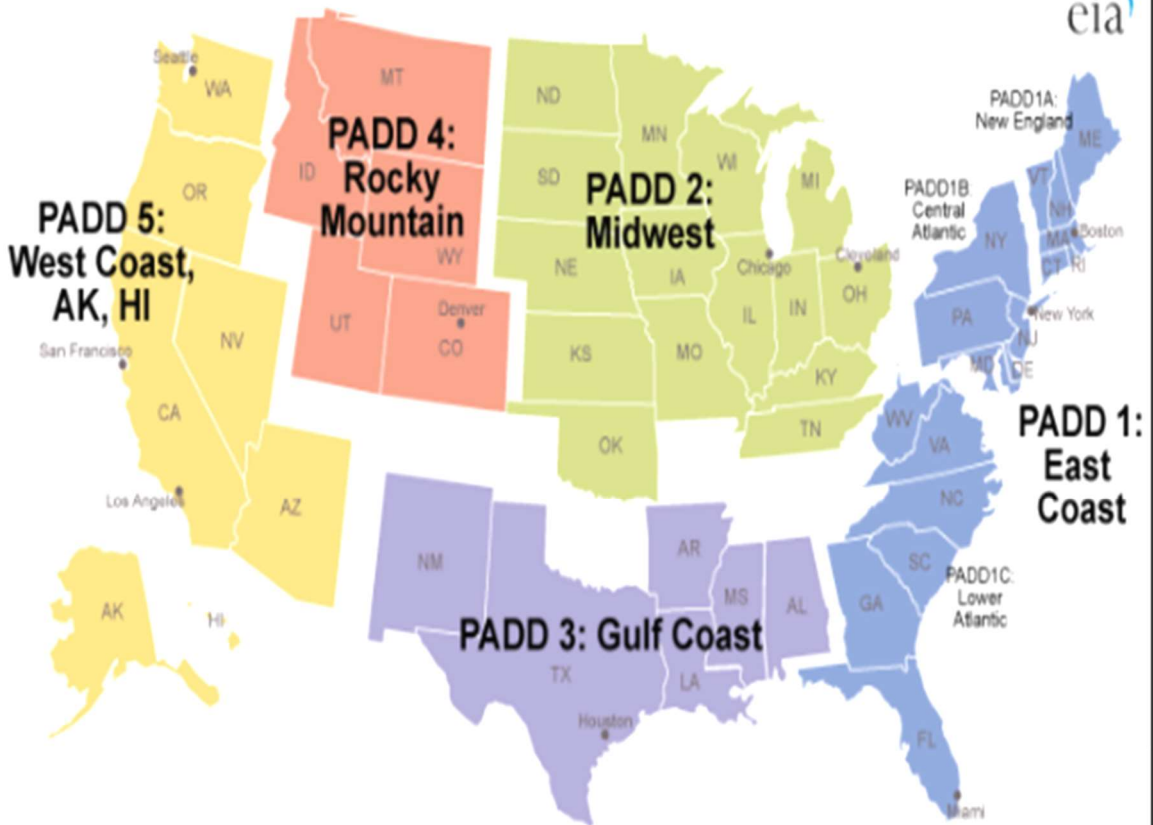 eia
Seattle
WA
MT
ND
MN
PADD1A:
New England
ME
PADD 4:
Rocky
Mountain
ID
WY
OR
SD
WI
MI
VT
NH
PADD 2:
Midwest
PADD1B:
Central
Atlantic
NY
MA
Boston
CT
RI
PADD 5:
West Coast,
AK, HI
NE
IA
Chicago
Cleveland
IL
IN
OH
PA
New York
NJ
MD
DE
San Francisco
NV
UT
Denver
CO
KS
MO
KY
CA
OK
TN
WV
VA
PADD 1:
East
Coast
Los Angeles
AZ
NC
NM
AR
MS
AL
GA
SC
PADD1C:
Lower
Atlantic
AK
HI
PADD 3: Gulf Coast
TX
LA
Houston
FL
Miami